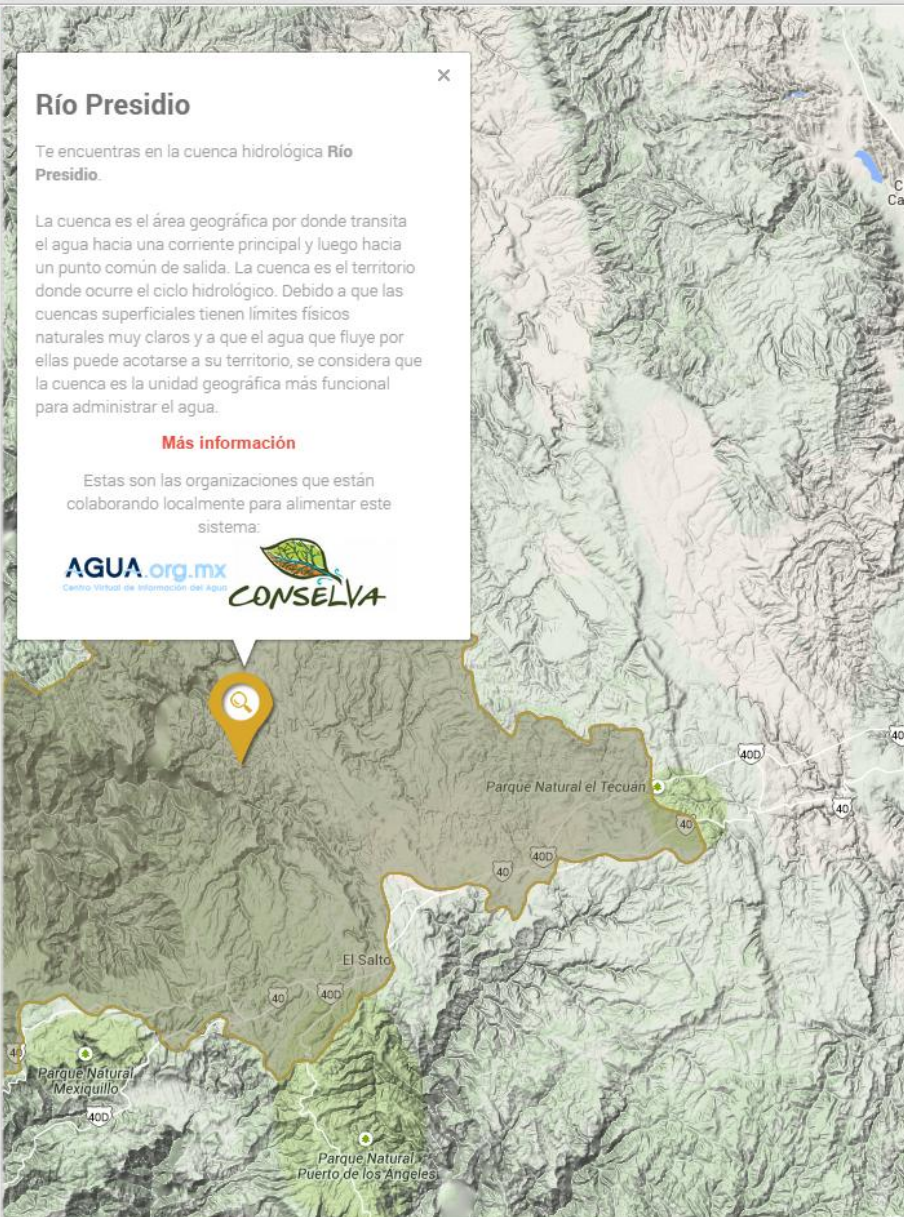 Río Presidio
Te encuentras en la cuenca hidrológica Río
Presidio.
La cuenca es el área geográfica por donde transita
el agua hacia una corriente principal y luego hacia
un punto común de salida. La cuenca es el territorio
donde ocurre el ciclo hidrológico. Debido a que las
cuencas superficiales tienen límites físicos
naturales muy claros y a que el agua que fluye por
ellas puede acotarse a su territorio, se considera que
la cuenca es la unidad geográfica más funcional
para administrar el agua.
Más información
Estas son las organizaciones que están
colaborando localmente para alimentar este
sistema:
AGUA.org.mx
Centro Virtual de Información del Agua
CONSELVA
C
Ca
40D
40
Parque Natural el Tecuán
40
40
40D
40
El Salto
40
40D
40
Parque Natural
Mexiquillo
40D
Parque Natural
Puerto de los Angeles